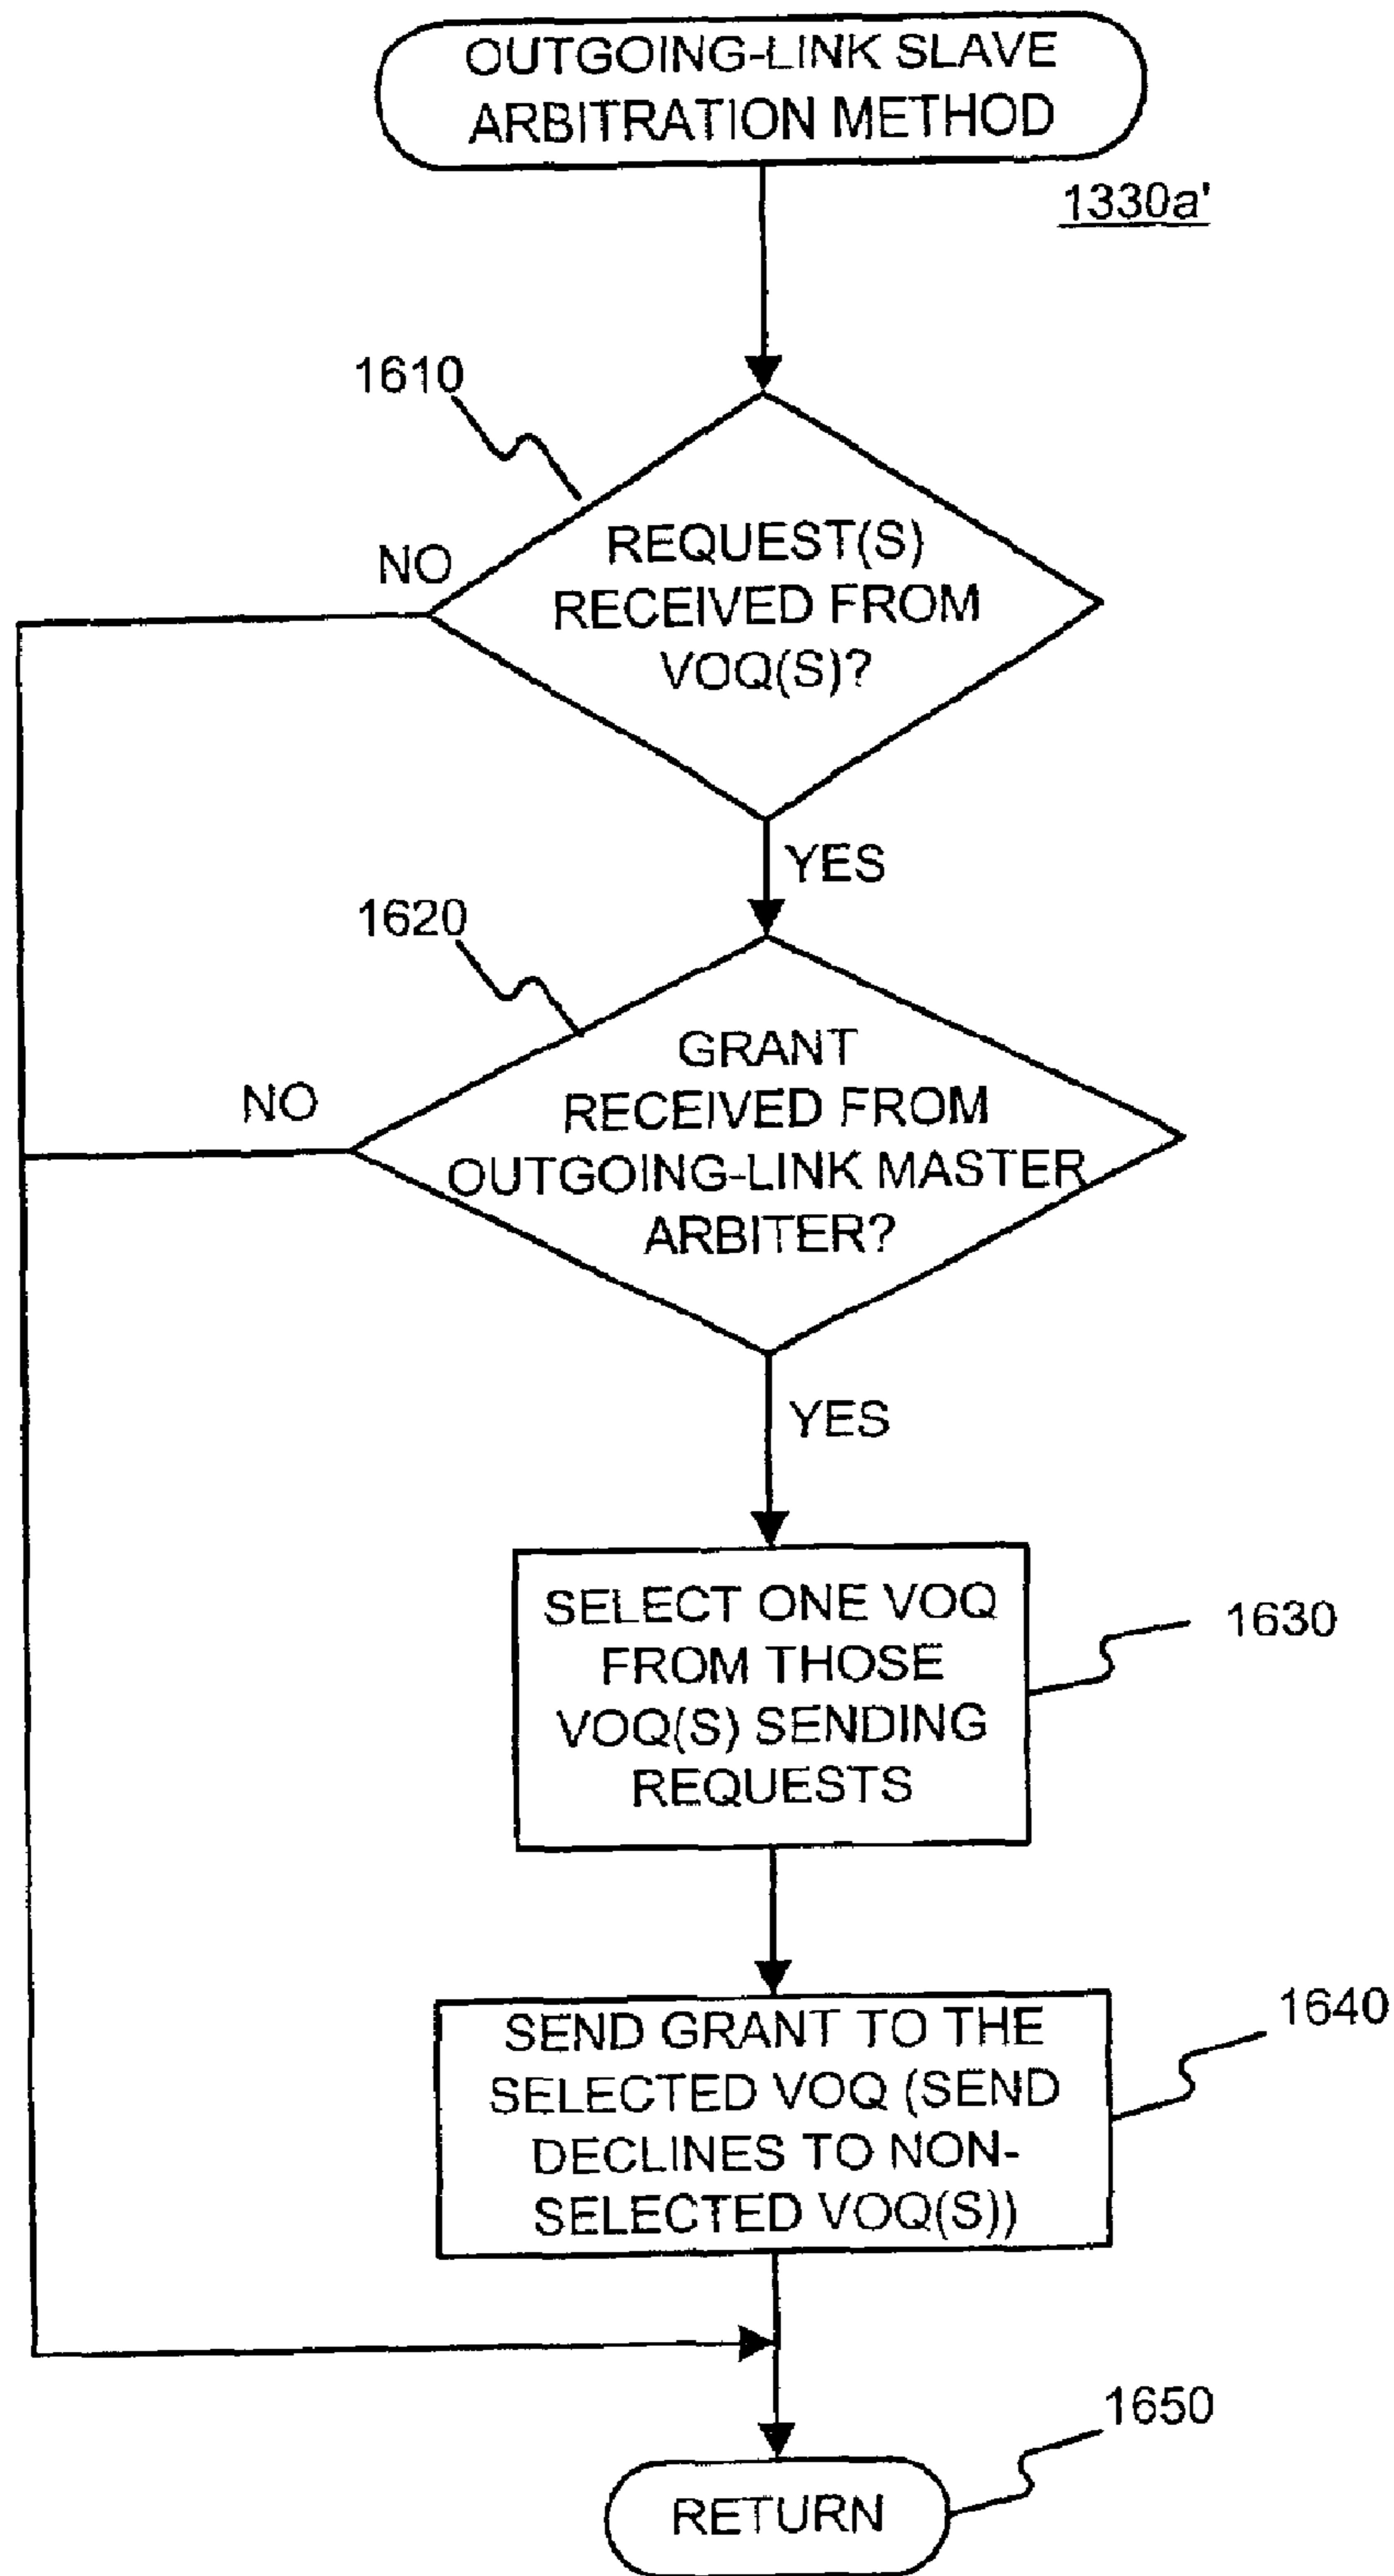 OUTGOING-LINK SLAVE
ARBITRATION METHOD
1330a'
1610
NO
REQUEST(S)
RECEIVED FROM
VOQ(S)?
YES
1620
NO
GRANT
RECEIVED FROM
OUTGOING-LINK MASTER
ARBITER?
YES
SELECT ONE VOQ
FROM THOSE
VOQ(S) SENDING
REQUESTS
1630
SEND GRANT TO THE
SELECTED VOQ (SEND
DECLINES TO NON-
SELECTED VOQ(S))
1640
1650
RETURN